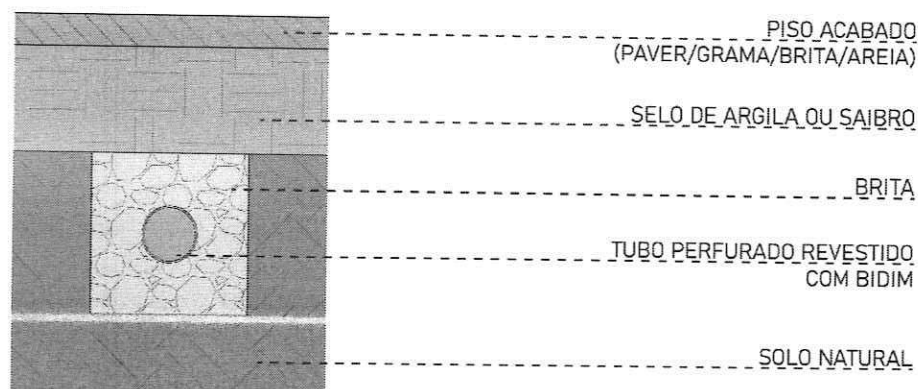 PISO ACABADO
(PAVER/GRAMA/BRITA/AREIA)
SELO DE ARGILA OU SAIBRO
BRITA
TUBO PERFURADO REVESTIDO
COM BIDIM
SOLO NATURAL